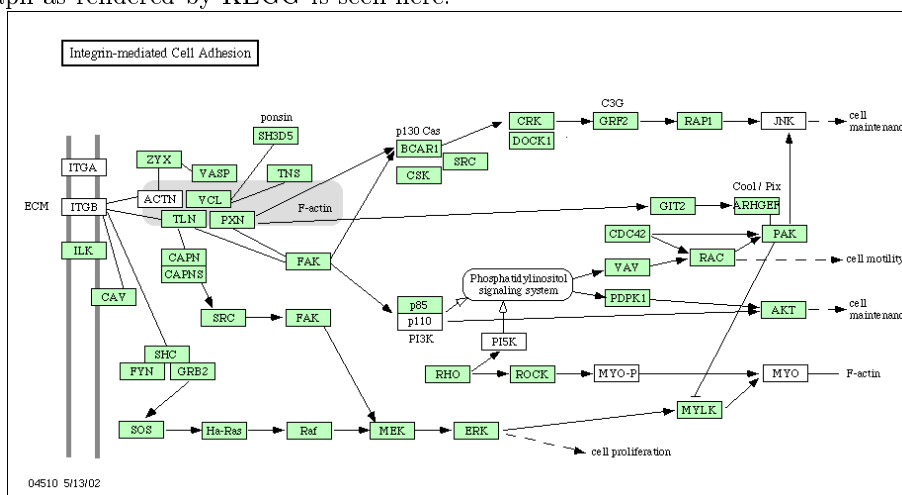 aph as rendered by KEGG is seen here.
Integrin-mediated Cell Adhesion
C3G
ponsin
CRK
GRF2
RAP1
JNK
cell
maintenance
p130 Cas
SH3D5
DOCK1
BCAR1
ZYX
SRC
ITGA
VASP
TNS
CSK
Cool / Pix
ACTN
VCL
ECM
ITGB
F-actin
GIT2
ARHGEF
TLN
PXN
CDC42
PAK
ILK
CAPN
CAPNS
FAK
RAC
cell motility
VAV
Phosphatidylinositol
signaling system
CAV
PDPK1
p85
cell
maintenance
AKT
SRC
FAK
p110
PI3K
PI5K
SHC
FYN
GRB2
RHO
ROCK
MYO-P
MYO
F-actin
MYLK
SOS
Ha-Ras
Raf
MEK
ERK
cell proliferation
04510 5/13/02